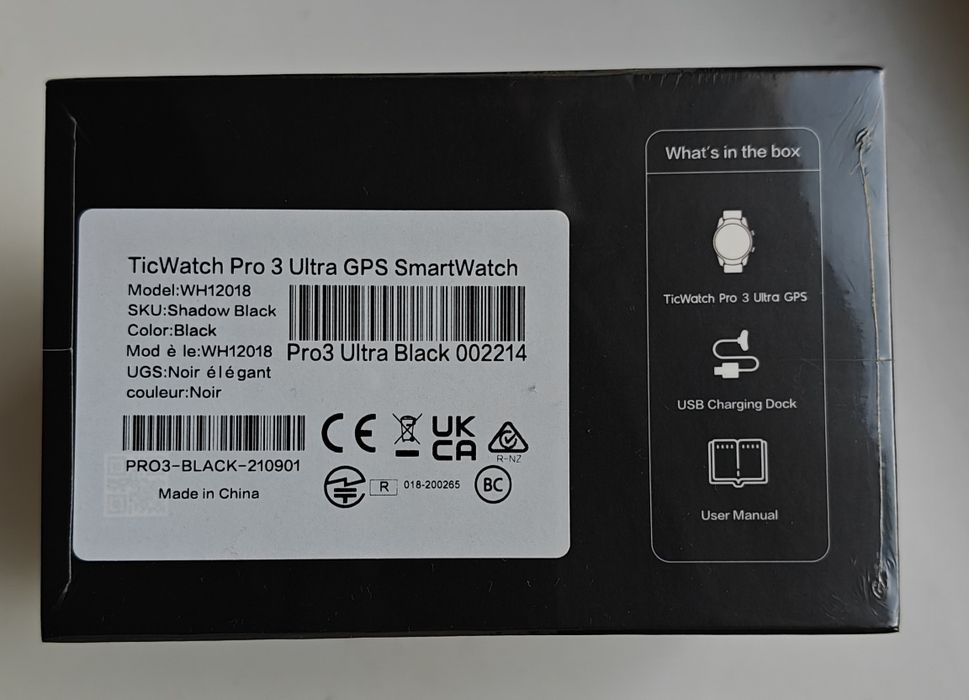 TicWatch Pro 3 Ultra GPS SmartWatch
Model:WH12018
SKU:Shadow Black
Color:Black
Mod è le:WH12018
UGS:Noir élégant
couleur:Noir
Pro3 Ultra Black 002214
PRO3-BLACK-210901
Made in China
CE
UK
CA
R-NZ
R 018-200265
BC
What's in the box
TicWatch Pro 3 Ultra GPS
USB Charging Dock
User Manual